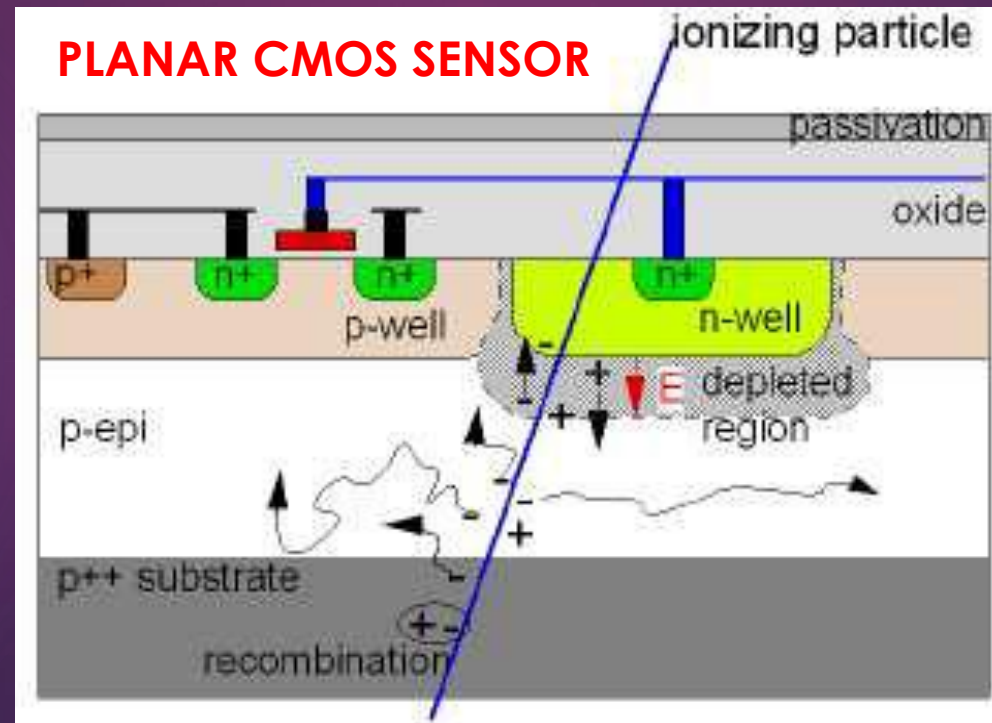 PLANAR CMOS SENSOR
ionizing particle
passivation
oxide
p+
n+
n+
n+
p-well
n-well
-
+
E depleted
-
+
region
p-epi
-
-
-
+
p++ substrate
-
+ -
recombination